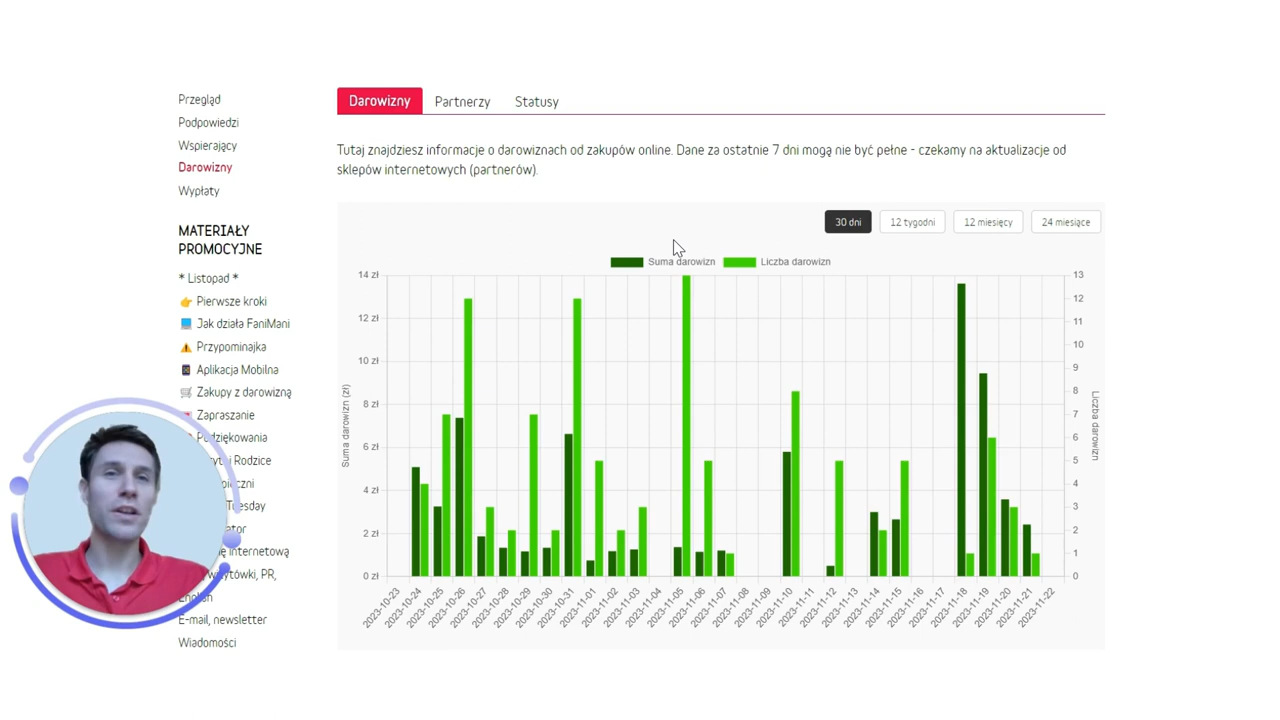 Przegląd
Podpowiedzi
Wspierający
Darowizny
Wypłaty
MATERIAŁY
PROMOCYJNE
* Listopad *
Pierwsze kroki
Jak działa FaniMani
Przypominajka
Aplikacja Mobilna
Zakupy z darowizną
Zapraszanie
Podziękowania
Rodzice
Tuesday
internetową
wizytówki, PR,
English
E-mail, newsletter
Wiadomości
Darowizny Partnerzy Statusy
Tutaj znajdziesz informacje o darowiznach od zakupów online. Dane za ostatnie 7 dni mogą nie być pełne - czekamy na aktualizacje od
sklepów internetowych (partnerów).
30 dni 12 tygodni 12 miesięcy 24 miesiące
Suma darowizn Liczba darowizn
Suma darowizn (zł)
14 zł
12 zł
10 zł
8 zł
6 zł
4 zł
2 zł
0 zł
13
12
11
10
9
8
7
6
5
4
3
2
1
0
Liczba darowizn
2023-10-23
2023-10-24
2023-10-25
2023-10-26
2023-10-27
2023-10-28
2023-10-29
2023-10-30
2023-10-31
2023-11-01
2023-11-02
2023-11-03
2023-11-04
2023-11-05
2023-11-06
2023-11-07
2023-11-08
2023-11-09
2023-11-10
2023-11-11
2023-11-12
2023-11-13
2023-11-14
2023-11-15
2023-11-16
2023-11-17
2023-11-18
2023-11-19
2023-11-20
2023-11-21
2023-11-22